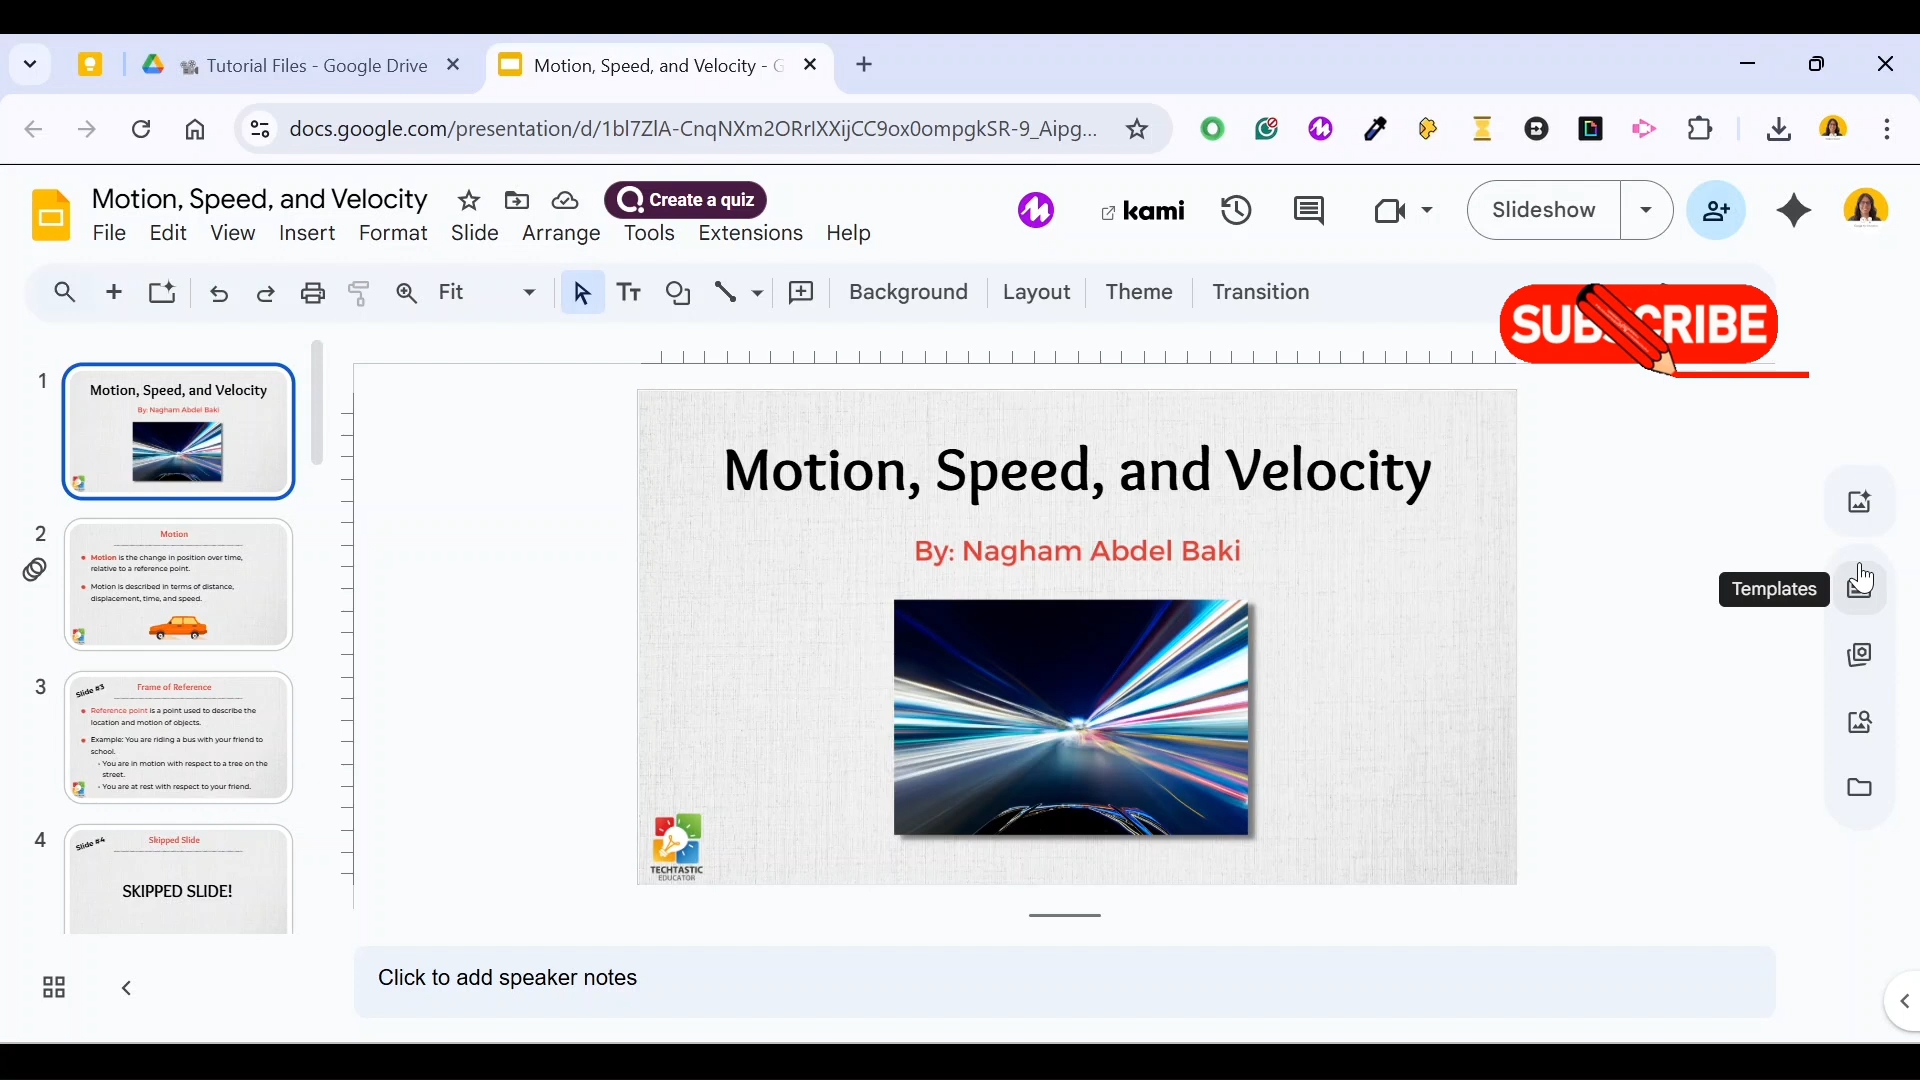 Tutorial Files - Google Drive
Motion, Speed, and Velocity - G
docs.google.com/presentation/d/1bl7ZlA-CnqNXm2ORrIXXijCC9ox0ompgkSR-9_Aipg...
Motion, Speed, and Velocity
Create a quiz
kami
Slideshow
File Edit View Insert Format Slide Arrange Tools Extensions Help
Fit
Background
Layout
Theme
Transition
SUBSCRIBE
1
Motion, Speed, and Velocity
By: Nagham Abdel Baki
2
Motion
Motion is the change in position over time,
relative to a reference point.
Motion is described in terms of distance,
displacement, time, and speed.
3
Slide #3
Frame of Reference
Reference point is a point used to describe the
location and motion of objects.
Example: You are riding a bus with your friend to
school.
You are in motion with respect to a tree on the
street.
You are at rest with respect to your friend.
4
Slide #4
Skipped Slide
SKIPPED SLIDE!
Motion, Speed, and Velocity
By: Nagham Abdel Baki
TECHTASTIC
EDUCATOR
Templates
Click to add speaker notes